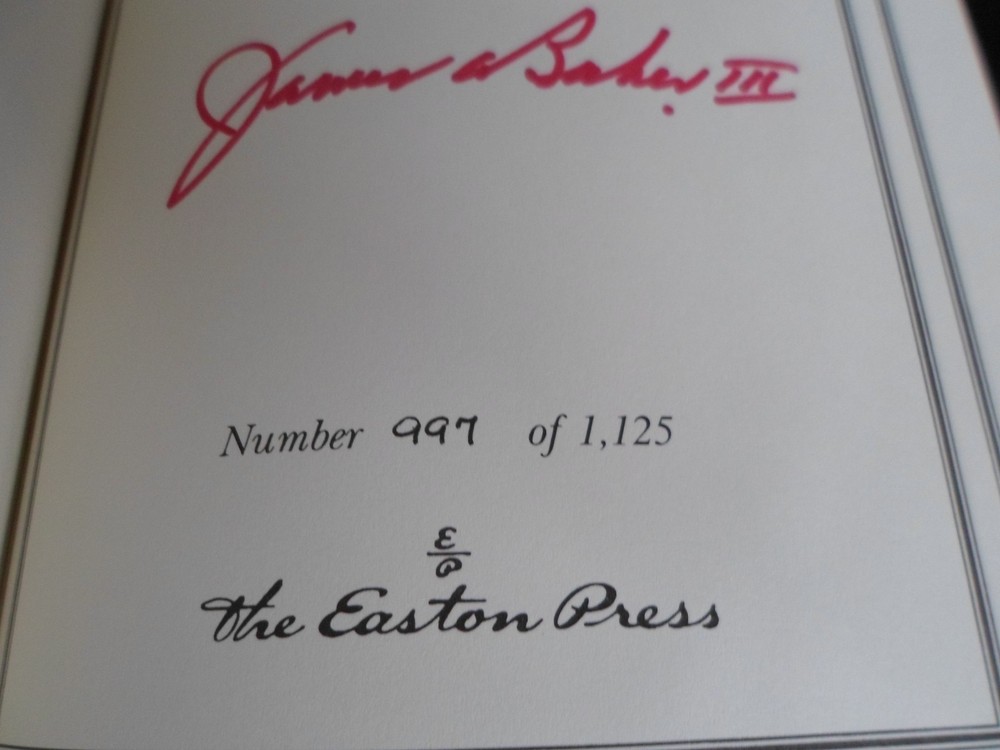 James A Baker, III
Number 997 of 1,125
E
P
The Easton Press